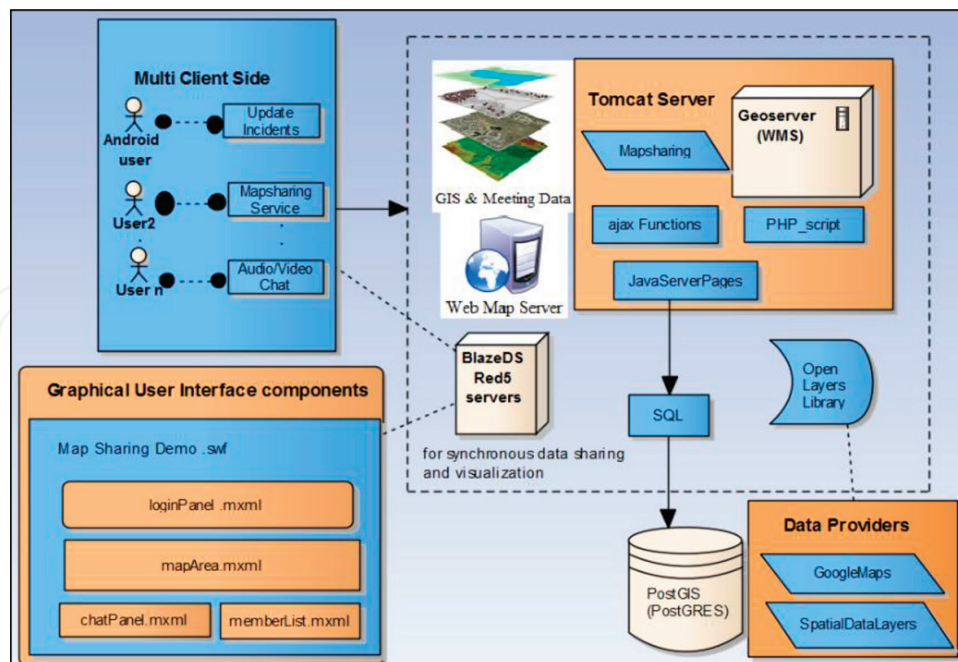 Multi Client Side
Android
user
Update
Incidents
User2
Mapsharing
Service
.
.
User n
Audio/Video
Chat
GIS & Meeting Data
Web Map Server
Tomcat Server
Mapsharing
Geoserver
(WMS)
ajax Functions
PHP_script
JavaServerPages
BlazeDS
Red5
servers
for synchronous data sharing
and visualization
SQL
Open
Layers
Library
Graphical User Interface components
Map Sharing Demo .swf
loginPanel .mxml
mapArea.mxml
chatPanel.mxml
memberList.mxml
PostGIS
(PostGRES)
Data Providers
GoogleMaps
SpatialDataLayers